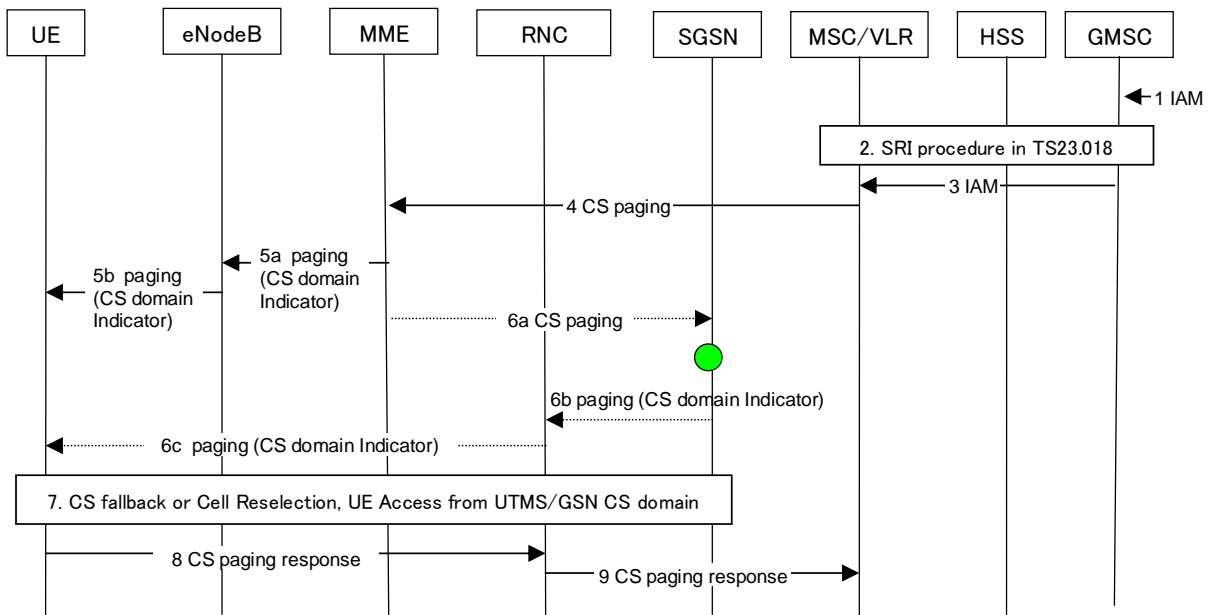 UE
eNodeB
MME
RNC
SGSN
MSC/VLR
HSS
GMSC
1 IAM
2. SRI procedure in TS23.018
3 IAM
4 CS paging
5a paging
(CS domain
Indicator)
5b paging
(CS domain
Indicator)
6a CS paging
6b paging (CS domain Indicator)
6c paging (CS domain Indicator)
7. CS fallback or Cell Reselection, UE Access from UTMS/GSN CS domain
8 CS paging response
9 CS paging response